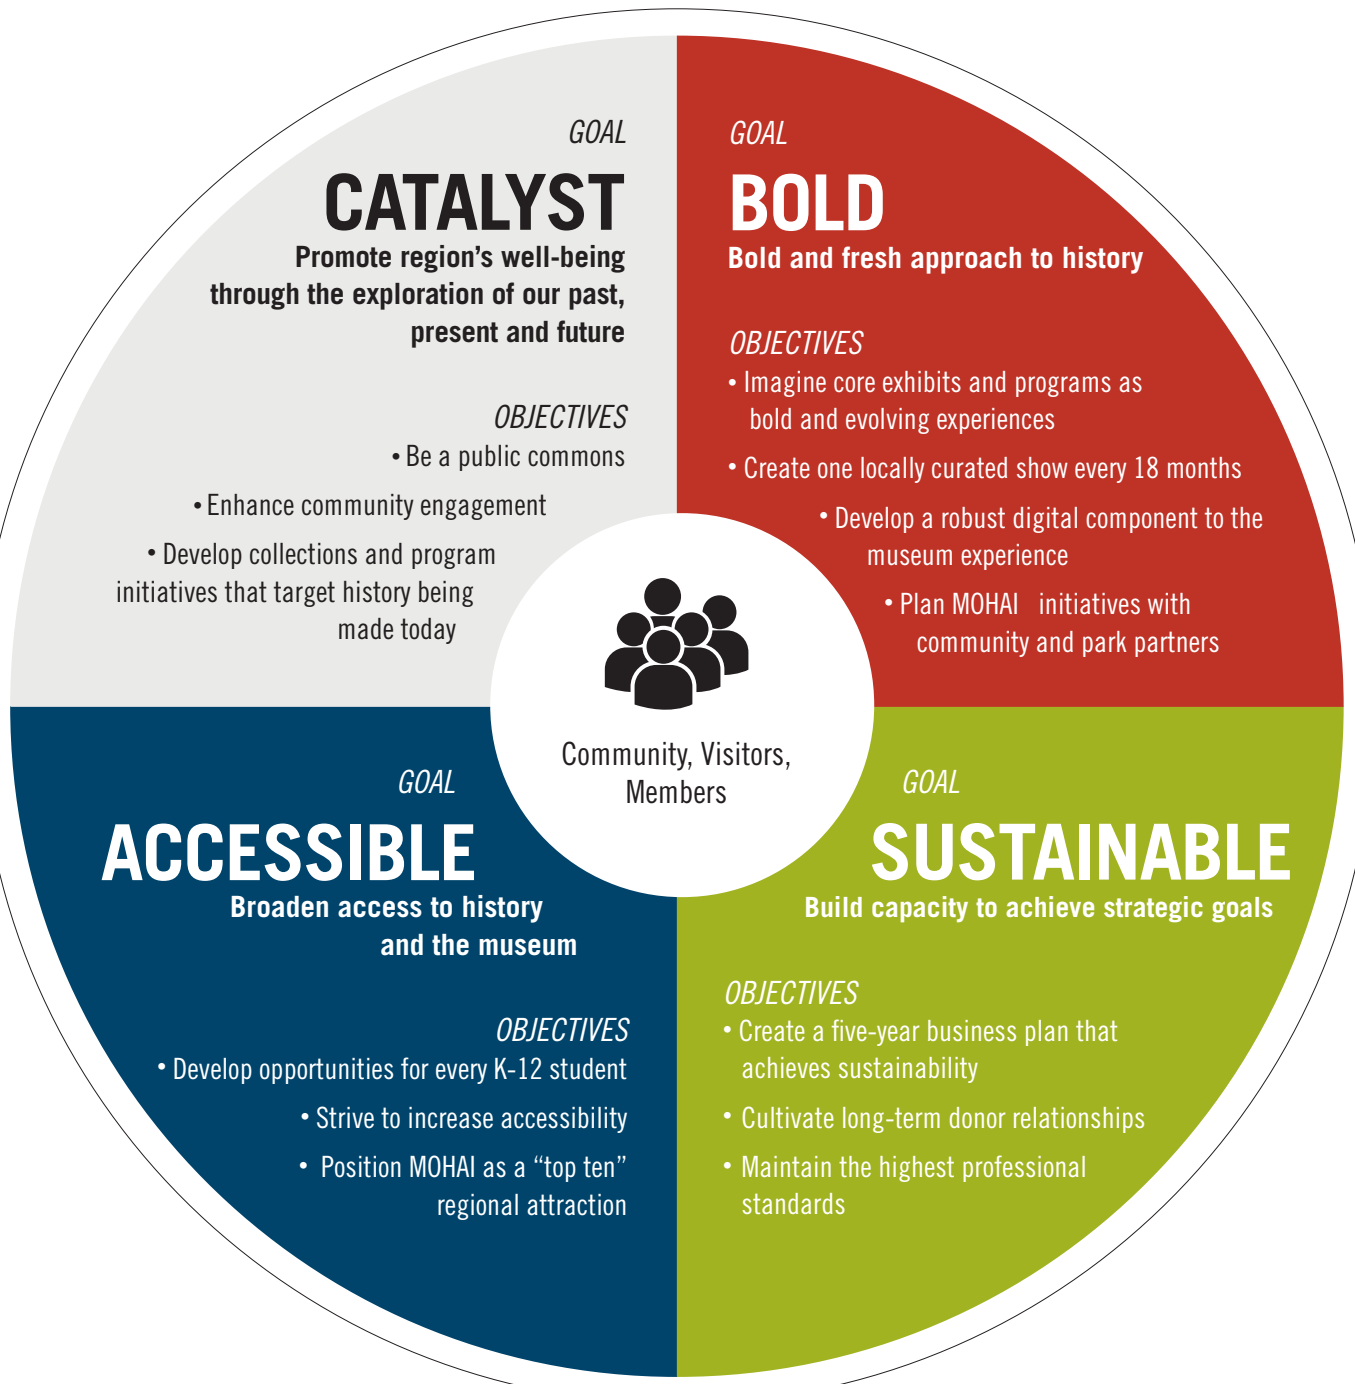 GOAL
CATALYST
Promote region’s well-being
through the exploration of our past,
present and future
OBJECTIVES
• Be a public commons
• Enhance community engagement
• Develop collections and program
initiatives that target history being
made today
GOAL
BOLD
Bold and fresh approach to history
OBJECTIVES
• Imagine core exhibits and programs as
bold and evolving experiences
• Create one locally curated show every 18 months
• Develop a robust digital component to the
museum experience
• Plan MOHAI initiatives with
community and park partners
Community, Visitors,
Members
GOAL
ACCESSIBLE
Broaden access to history
and the museum
OBJECTIVES
• Develop opportunities for every K-12 student
• Strive to increase accessibility
• Position MOHAI as a “top ten”
regional attraction
GOAL
SUSTAINABLE
Build capacity to achieve strategic goals
OBJECTIVES
• Create a five-year business plan that
achieves sustainability
• Cultivate long-term donor relationships
• Maintain the highest professional
standards